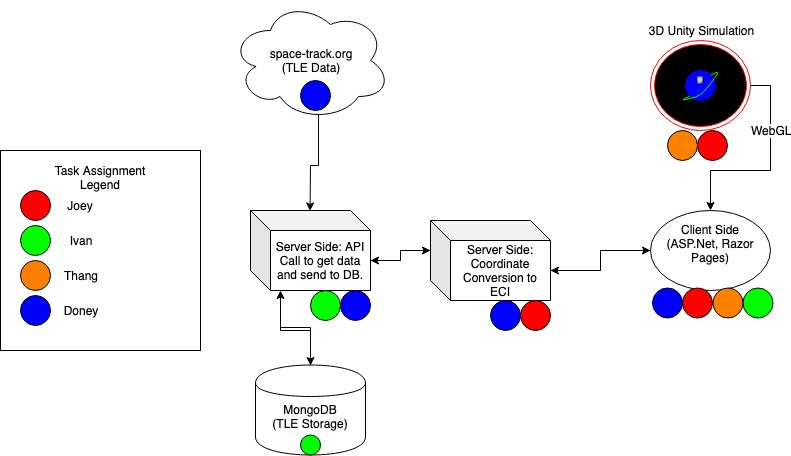 3D Unity Simulation
space-track.org
(TLE Data)
WebGL
Task Assignment
Legend
Joey
Ivan
Thang
Doney
Server Side: API
Call to get data
and send to DB.
Server Side:
Coordinate
Conversion to
ECI
Client Side
(ASP.Net, Razor
Pages)
MongoDB
(TLE Storage)